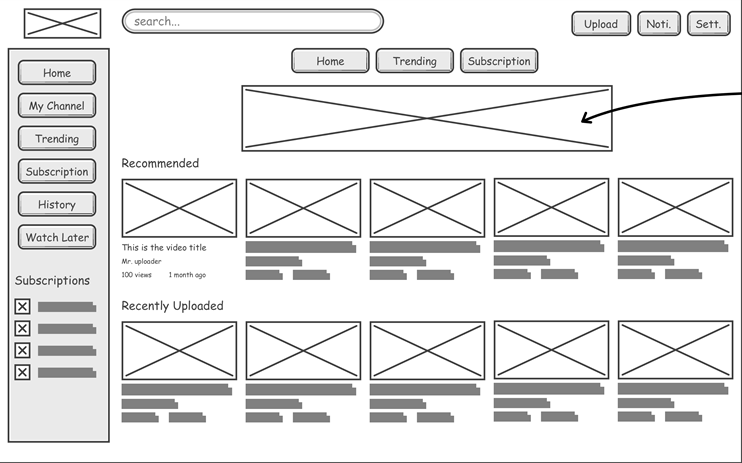 search...
Upload
Noti.
Sett.
Home
Trending
Subscription
Home
My Channel
Trending
Subscription
History
Watch Later
Subscriptions
Recommended
This is the video title
Mr. uploader
100 views 1 month ago
Recently Uploaded